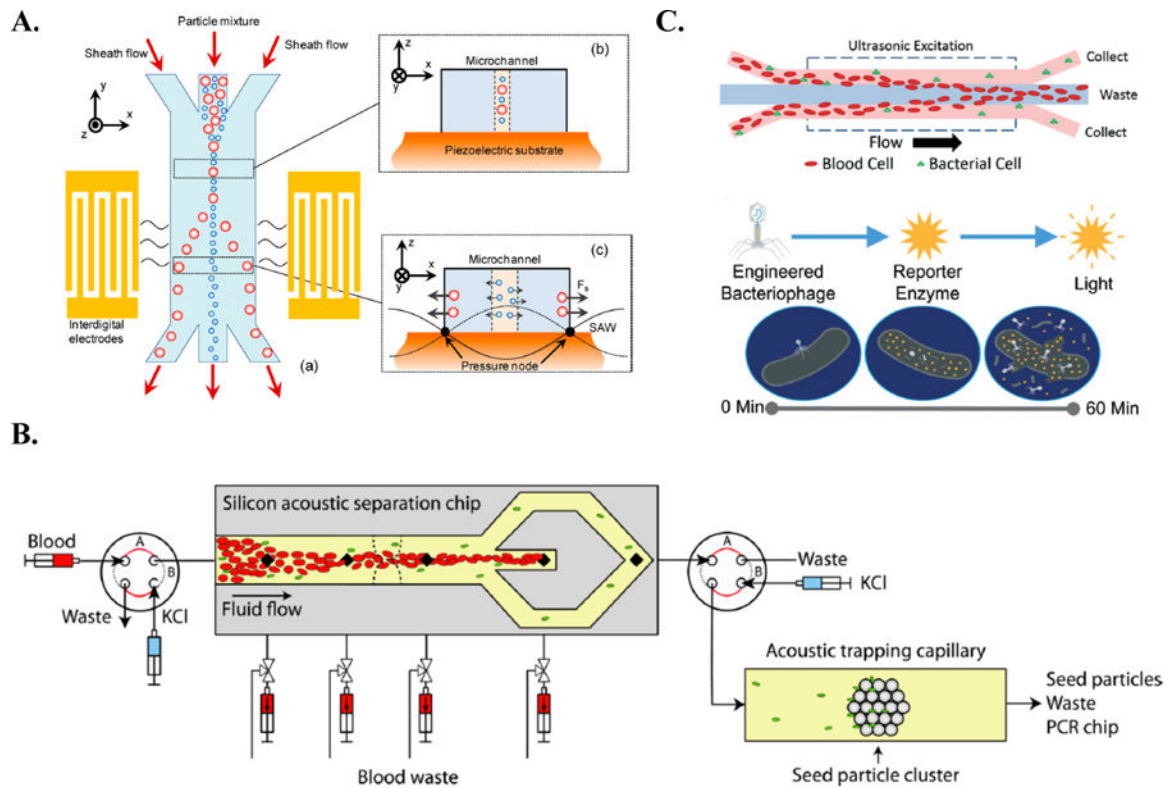 A.
Particle mixture
Sheath flow
Sheath flow
y
z
x
Interdigital
electrodes
(a)
(b)
z
y
x
Microchannel
Piezoelectric substrate
(c)
z
y
x
Microchannel
Fs
SAW
Pressure node
C.
Ultrasonic Excitation
Collect
Waste
Collect
Flow
Blood Cell
Bacterial Cell
Engineered
Bacteriophage
Reporter
Enzyme
Light
0 Min
60 Min
B.
Silicon acoustic separation chip
Blood
A
B
Waste
KCl
Fluid flow
Blood waste
A
B
Waste
KCl
Acoustic trapping capillary
Seed particles
Waste
PCR chip
Seed particle cluster